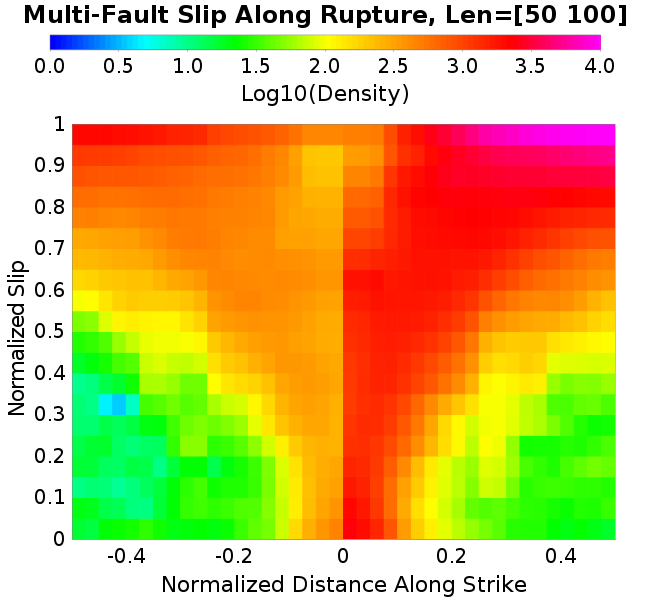 Multi-Fault Slip Along Rupture, Len=[50 100]
0.0 0.5 1.0 1.5 2.0 2.5 3.0 3.5 4.0
Log10(Density)
1
0.9
0.8
0.7
0.6
0.5
0.4
0.3
0.2
0.1
0
Normalized Slip
-0.4 -0.2 0 0.2 0.4
Normalized Distance Along Strike